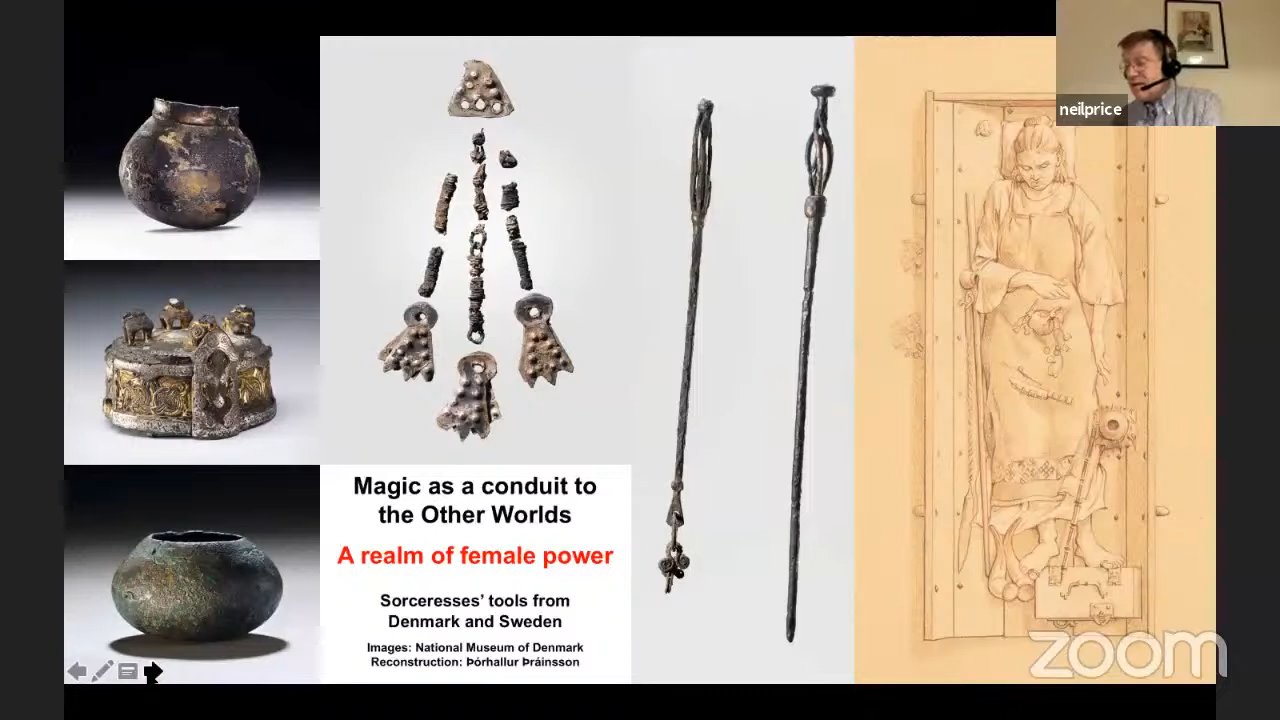 neilprice
Magic as a conduit to
the Other Worlds
A realm of female power
Sorceresses' tools from
Denmark and Sweden
Images: National Museum of Denmark
Reconstruction: Þórhallur Þráinsson
zoom